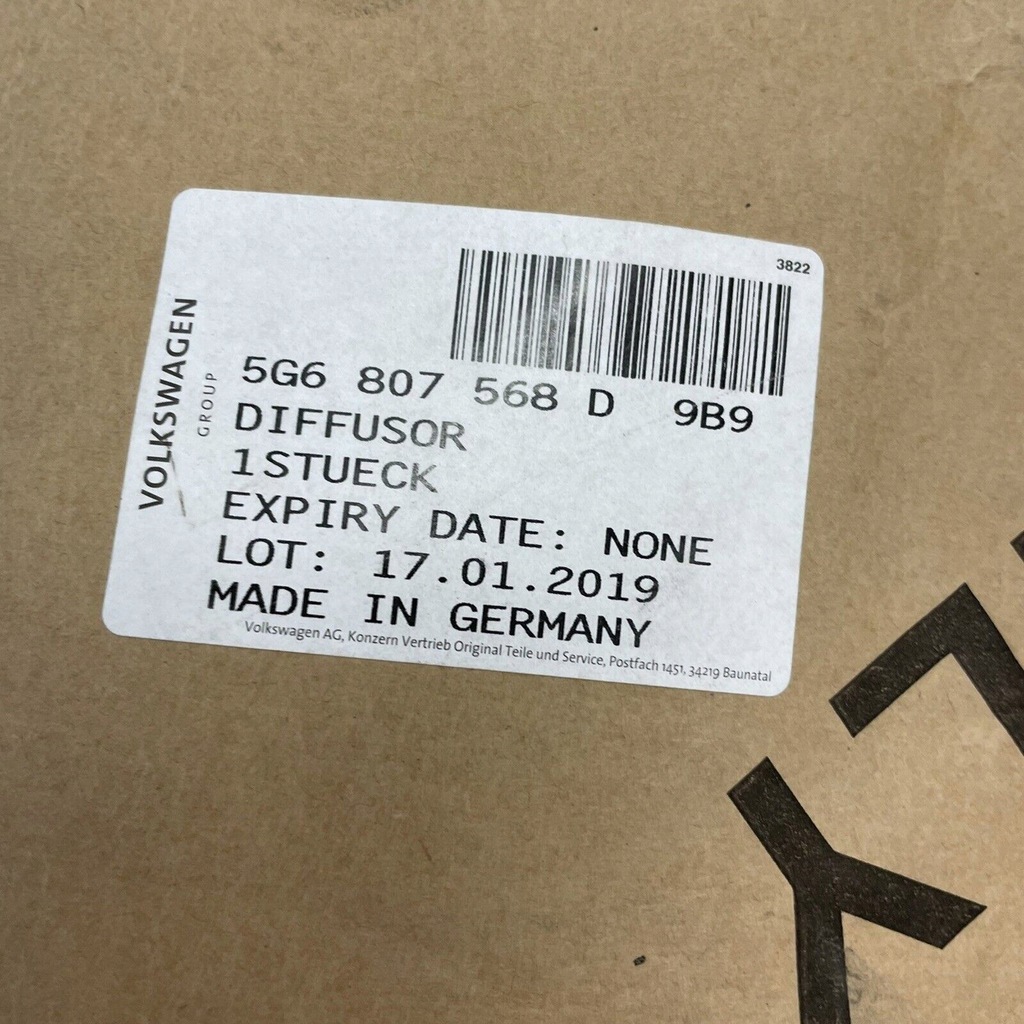 3822
VOLKSWAGEN
GROUP
5G6 807 568 D 9B9
DIFFUSOR
1STUECK
EXPIRY DATE: NONE
LOT: 17.01.2019
MADE IN GERMANY
Volkswagen AG, Konzern Vertrieb Original Teile und Service, Postfach 1451, 34219 Baunatal